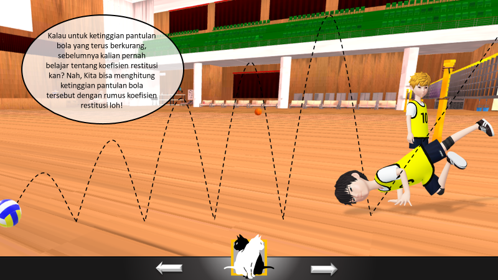 Kalau untuk ketinggian pantulan
bola yang terus berkurang,
sebelumnya kalian pernah
belajar tentang koefisien restitusi
kan? Nah, Kita bisa menghitung
ketinggian pantulan bola
tersebut dengan rumus koefisien
restitusi loh!
10